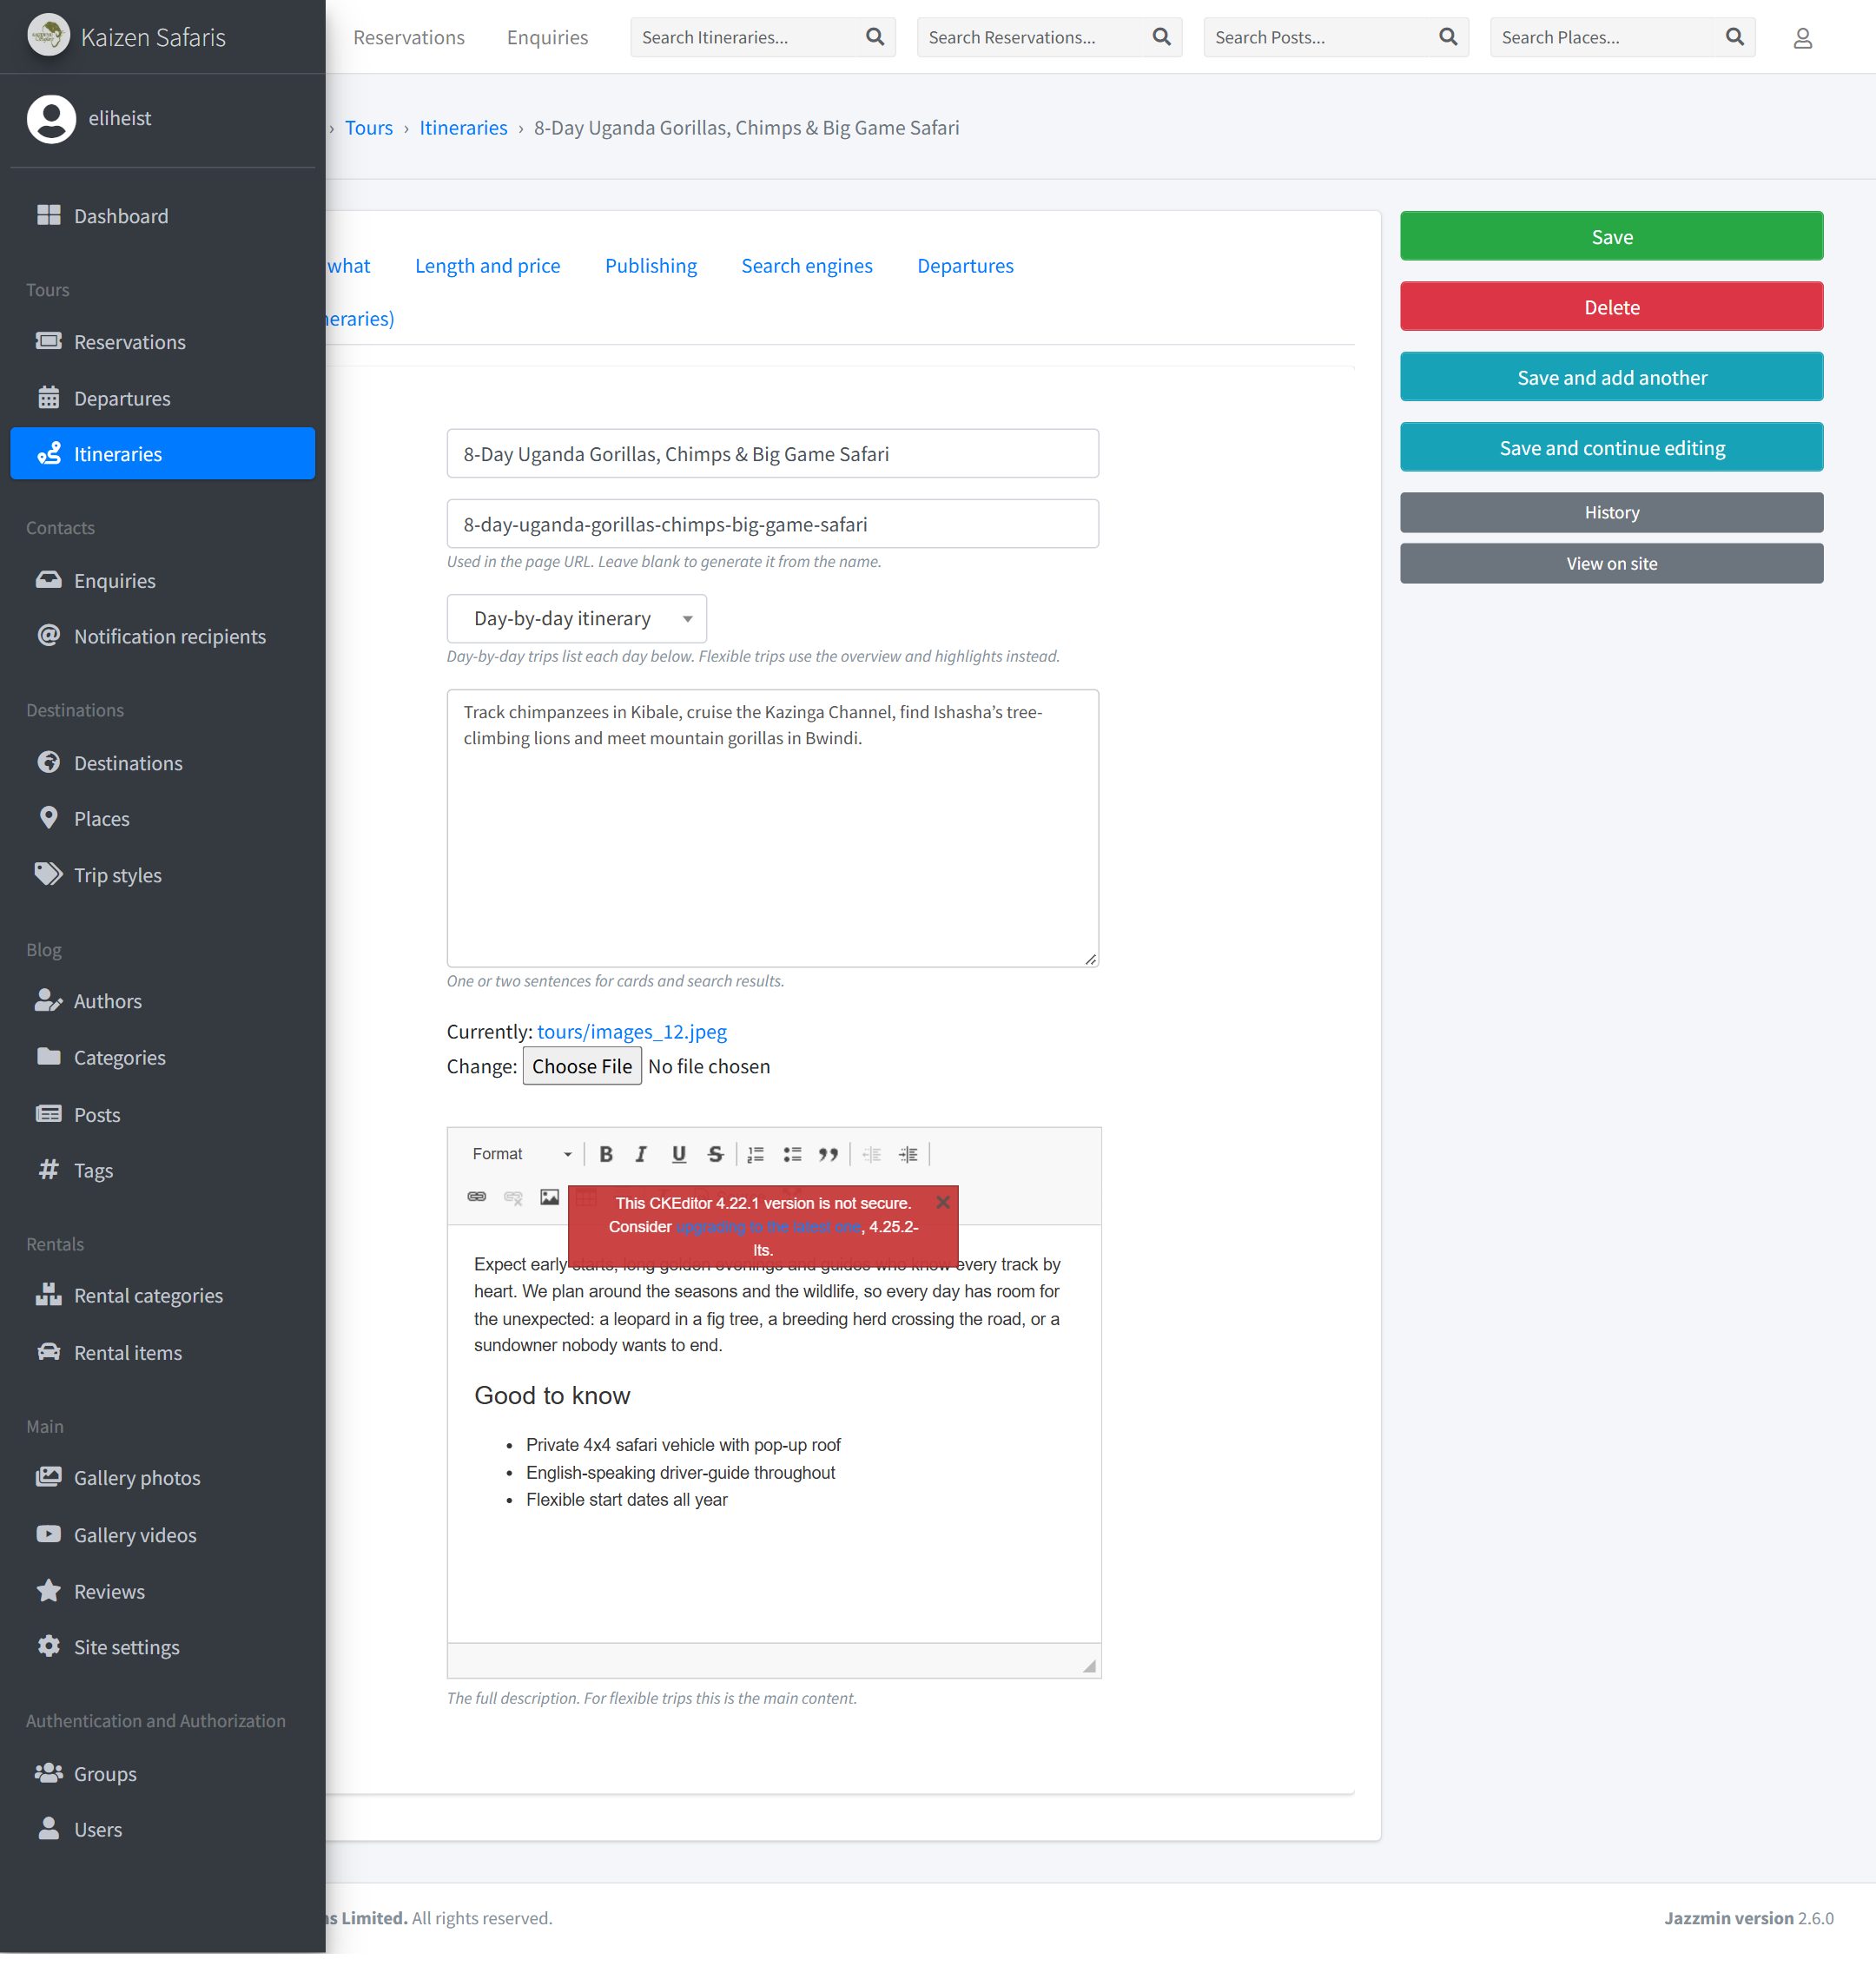 Kaizen Safaris
Reservations
Enquiries
Search Itineraries...
Search Reservations...
Search Posts...
Search Places...
eliheist
› Tours › Itineraries › 8-Day Uganda Gorillas, Chimps & Big Game Safari
Dashboard
Tours
Reservations
Departures
Itineraries
Contacts
Enquiries
Notification recipients
Destinations
Destinations
Places
Trip styles
Blog
Authors
Categories
Posts
Tags
Rentals
Rental categories
Rental items
Main
Gallery photos
Gallery videos
Reviews
Site settings
Authentication and Authorization
Groups
Users
what
Length and price
Publishing
Search engines
Departures
neraries)
8-Day Uganda Gorillas, Chimps & Big Game Safari
8-day-uganda-gorillas-chimps-big-game-safari
Used in the page URL. Leave blank to generate it from the name.
Day-by-day itinerary
Day-by-day trips list each day below. Flexible trips use the overview and highlights instead.
Track chimpanzees in Kibale, cruise the Kazinga Channel, find Ishasha’s tree-
climbing lions and meet mountain gorillas in Bwindi.
One or two sentences for cards and search results.
Currently: tours/images_12.jpeg
Change: Choose File No file chosen
Format
This CKEditor 4.22.1 version is not secure.
Consider upgrading to the latest one, 4.25.2-
lts.
Expect early starts, long golden evenings and guides who know every track by
heart. We plan around the seasons and the wildlife, so every day has room for
the unexpected: a leopard in a fig tree, a breeding herd crossing the road, or a
sundowner nobody wants to end.
Good to know
• Private 4x4 safari vehicle with pop-up roof
• English-speaking driver-guide throughout
• Flexible start dates all year
The full description. For flexible trips this is the main content.
Save
Delete
Save and add another
Save and continue editing
History
View on site
ns Limited. All rights reserved.
Jazzmin version 2.6.0